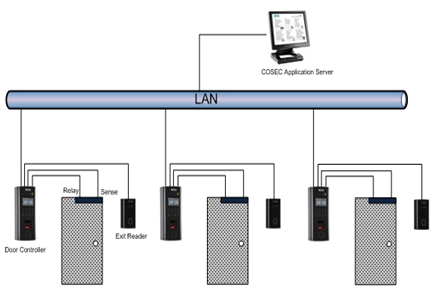 COSEC Application Server
LAN
Relay
Sense
Exit Reader
Door Controller